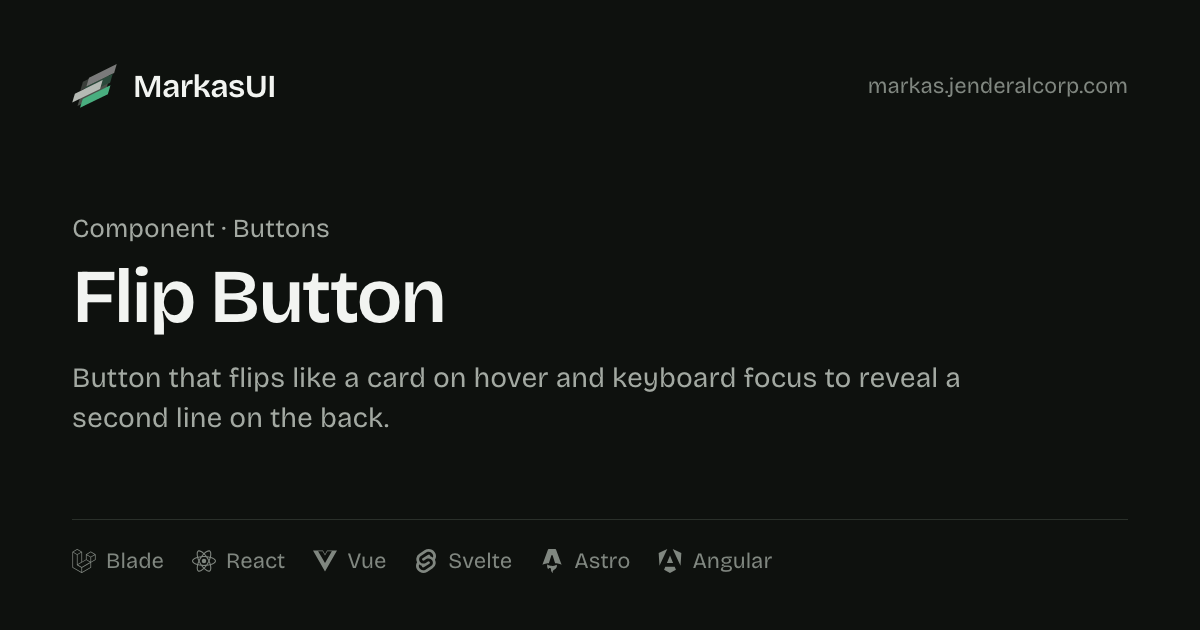 MarkasUI
markas.jenderalcorp.com
Component · Buttons
Flip Button
Button that flips like a card on hover and keyboard focus to reveal a
second line on the back.
Blade React Vue Svelte Astro Angular